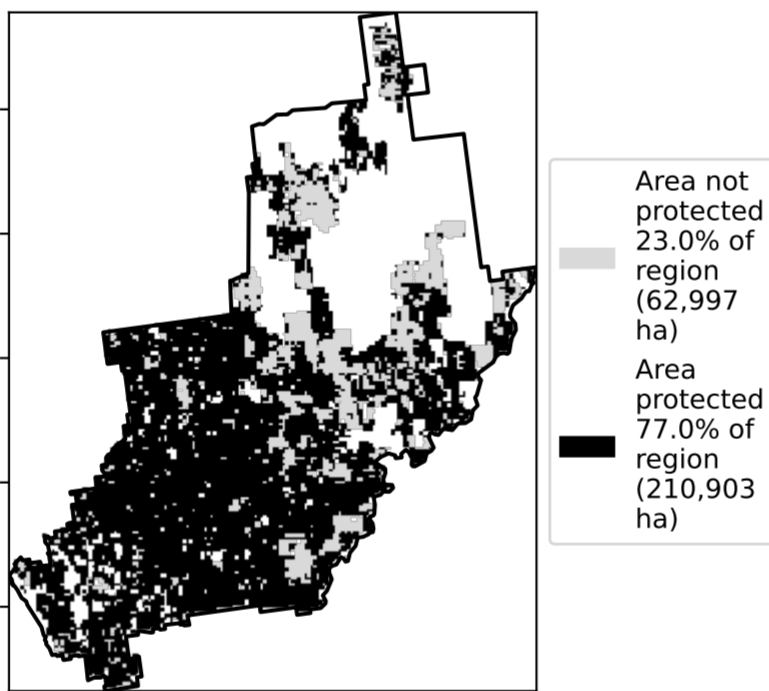 Area not
protected
23.0% of
region
(62,997
ha)
Area
protected
77.0% of
region
(210,903
ha)